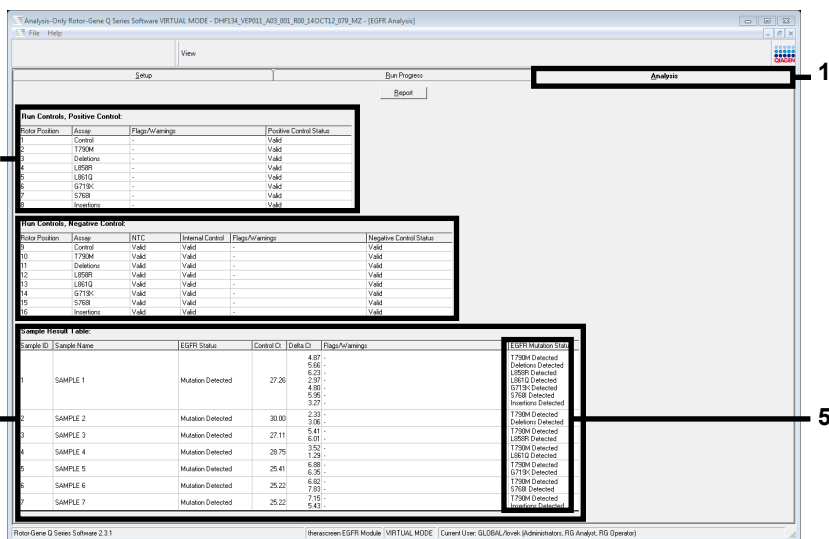 Analysis-Only Rotor-Gene Q Series Software VIRTUAL MODE - DHF134_VEP011_A03_001_R00_14OCT12_079_MZ - [EGFR Analysis]
File Help
View
QIAGEN
Setup Run Progress Analysis
1
Report
Run Controls, Positive Control:
Rotor Position Assay Flags/Warnings Positive Control Status
1 Control - Valid
2 T790M - Valid
3 Deletions - Valid
4 L858R - Valid
5 L861Q - Valid
6 G719X - Valid
7 S768I - Valid
8 Insertions - Valid
Run Controls, Negative Control:
Rotor Position Assay NTC Internal Control Flags/Warnings Negative Control Status
9 Control Valid Valid - Valid
10 T790M Valid Valid - Valid
11 Deletions Valid Valid - Valid
12 L858R Valid Valid - Valid
13 L861Q Valid Valid - Valid
14 G719X Valid Valid - Valid
15 S768I Valid Valid - Valid
16 Insertions Valid Valid - Valid
Sample Result Table:
Sample ID Sample Name EGFR Status Control Ct Delta Ct Flags/Warnings EGFR Mutation Status
4.87 - T790M Detected
5.66 - Deletions Detected
6.23 - L858R Detected
1 SAMPLE 1 Mutation Detected 27.26 2.97 - L861Q Detected
4.80 - G719X Detected
5.95 - S768I Detected
3.27 - Insertions Detected
2 SAMPLE 2 Mutation Detected 30.00 2.33 - T790M Detected
3.06 - Deletions Detected
5
3 SAMPLE 3 Mutation Detected 27.11 5.41 - T790M Detected
6.01 - L858R Detected
4 SAMPLE 4 Mutation Detected 28.75 3.52 - T790M Detected
1.29 - L861Q Detected
5 SAMPLE 5 Mutation Detected 25.41 6.88 - T790M Detected
6.35 - G719X Detected
6 SAMPLE 6 Mutation Detected 25.22 6.82 - T790M Detected
7.83 - S768I Detected
7 SAMPLE 7 Mutation Detected 25.22 7.15 - T790M Detected
5.43 - Insertions Detected
Rotor-Gene Q Series Software 2.3.1 therascreen EGFR Module VIRTUAL MODE Current User: GLOBAL/lovek (Administrators, RG Analyst, RG Operator)